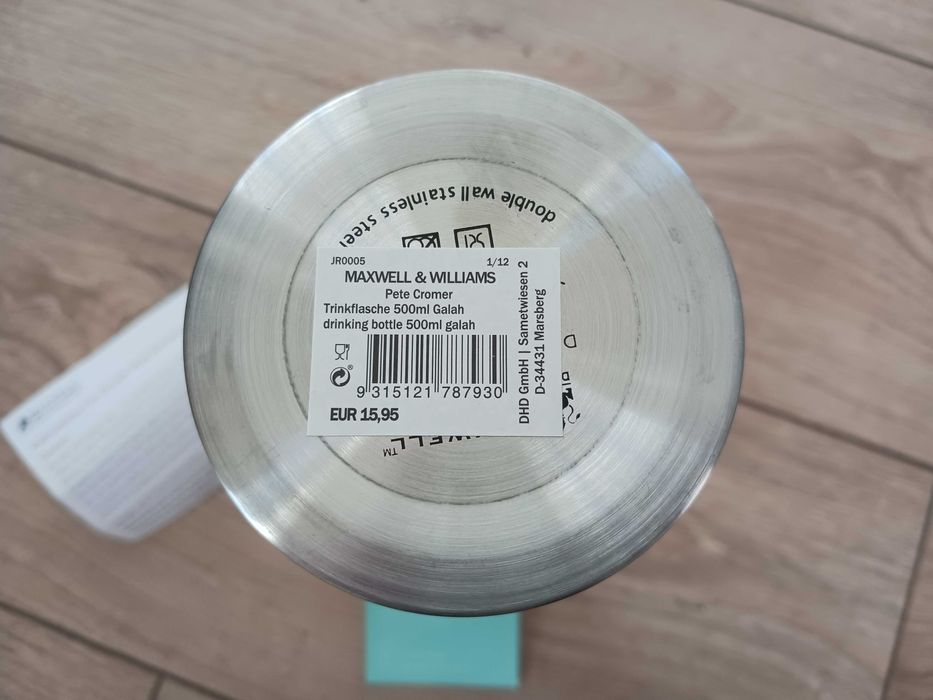 double wall stainless steel
JR0005 1/12
MAXWELL & WILLIAMS
Pete Cromer
Trinkflasche 500ml Galah
drinking bottle 500ml galah
9 315121 787930
EUR 15,95
DHD GmbH | Sametwiesen 2
D-34431 Marsberg
WELL™